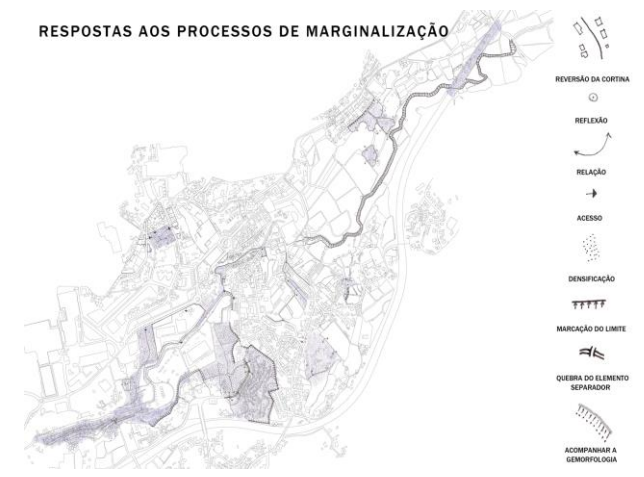 RESPOSTAS AOS PROCESSOS DE MARGINALIZAÇÃO
REVERSÃO DA CORTINA
REFLEXÃO
RELAÇÃO
ACESSO
DENSIFICAÇÃO
MARCAÇÃO DO LIMITE
QUEBRA DO ELEMENTO
SEPARADOR
ACOMPANHAR A
GEMORFOLOGIA